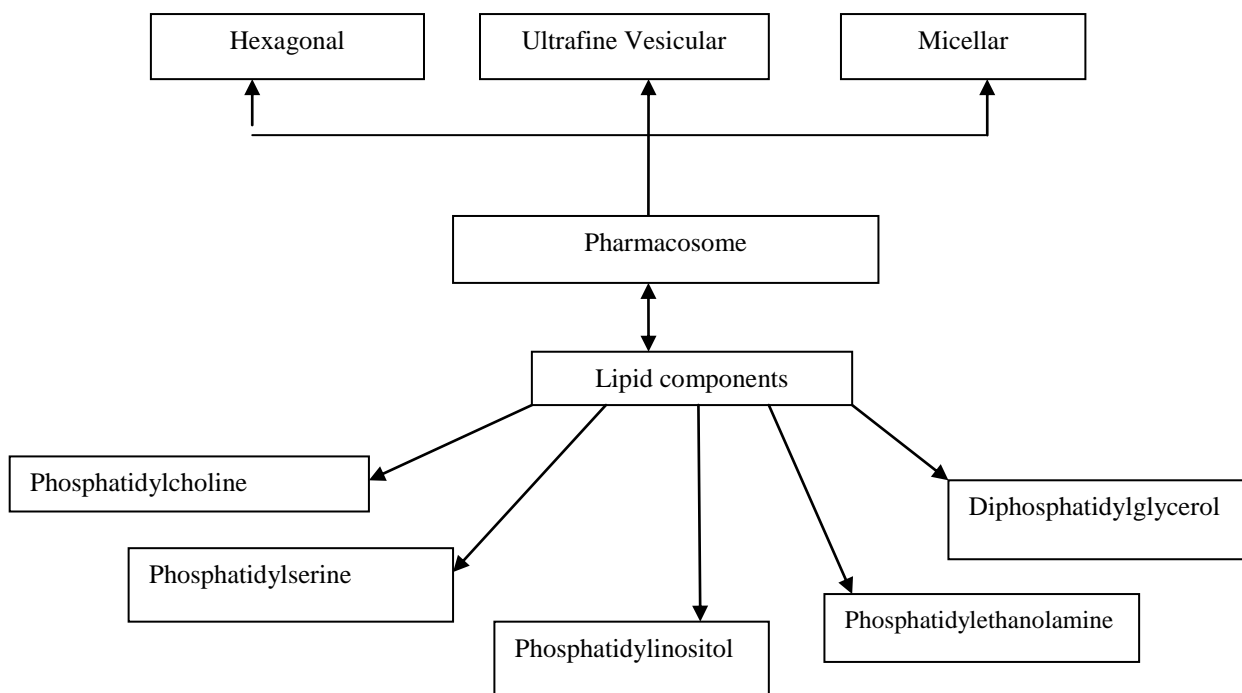 Hexagonal
Ultrafine Vesicular
Micellar
Pharmacosome
Lipid components
Phosphatidylcholine
Diphosphatidylglycerol
Phosphatidylserine
Phosphatidylethanolamine
Phosphatidylinositol